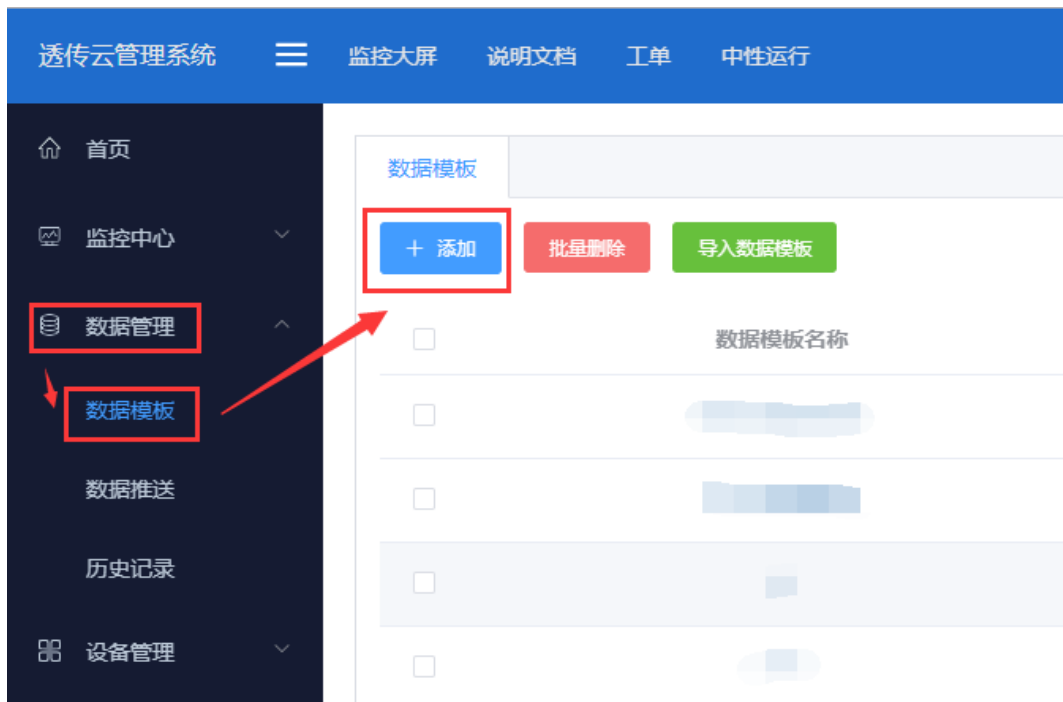 透传云管理系统 监控大屏 说明文档 工单 中性运行
首页
监控中心
数据管理
数据模板
数据推送
历史记录
设备管理
数据模板
+ 添加 批量删除 导入数据模板
数据模板名称